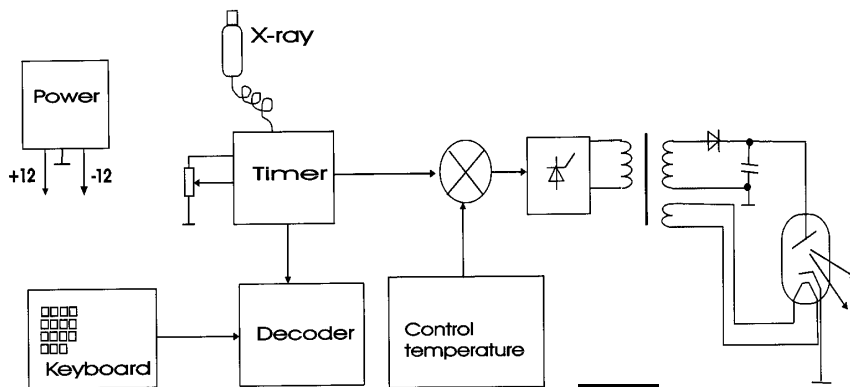 X-ray
Power
+12
-12
Timer
Keyboard
Decoder
Control
temperature